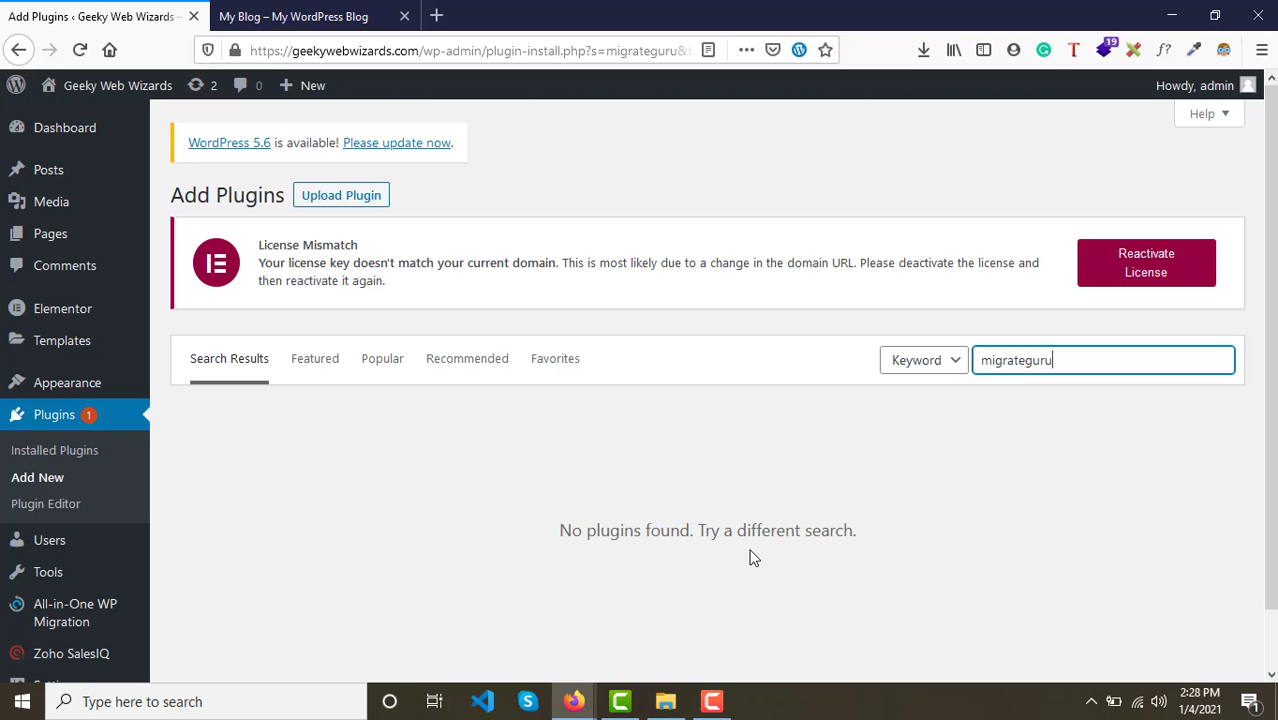 Add Plugins ‹ Geeky Web Wizards –
My Blog – My WordPress Blog
https://geekywebwizards.com/wp-admin/plugin-install.php?s=migrateguru&
19
Geeky Web Wizards
2
0
New
Howdy, admin
Help
Dashboard
Posts
Media
Pages
Comments
Elementor
Templates
Appearance
Plugins 1
Installed Plugins
Add New
Plugin Editor
Users
Tools
All-in-One WP
Migration
Zoho SalesIQ
WordPress 5.6 is available! Please update now.
Add Plugins
Upload Plugin
License Mismatch
Your license key doesn't match your current domain. This is most likely due to a change in the domain URL. Please deactivate the license and
then reactivate it again.
Reactivate
License
Search Results
Featured
Popular
Recommended
Favorites
Keyword
migrateguru
No plugins found. Try a different search.
Type here to search
2:28 PM
1/4/2021
1